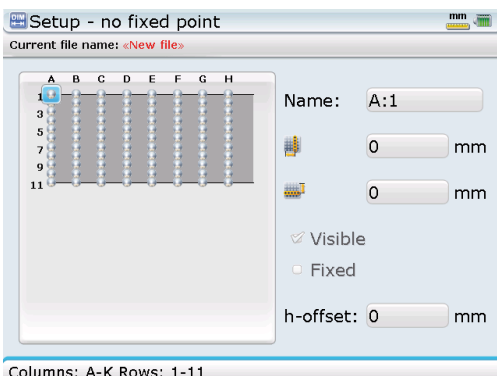 Setup - no fixed point
mm
Current file name: «New file»
A B C D E F G H
1
3
5
7
9
11
Name: A:1
0 mm
0 mm
Visible
Fixed
h-offset: 0 mm
Columns: A-K Rows: 1-11